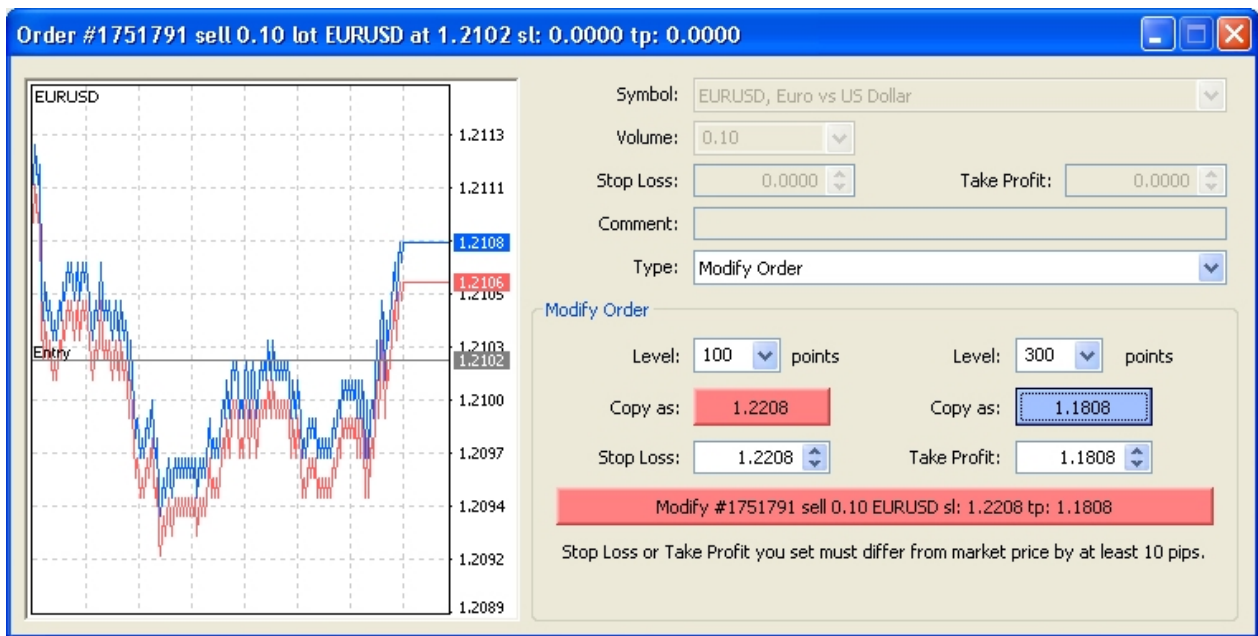 Order #1751791 sell 0.10 lot EURUSD at 1.2102 sl: 0.0000 tp: 0.0000
EURUSD
1.2113
1.2111
1.2108
1.2106
1.2105
1.2103
Entry
1.2102
1.2100
1.2097
1.2094
1.2092
1.2089
Symbol: EURUSD, Euro vs US Dollar
Volume: 0.10
Stop Loss: 0.0000 Take Profit: 0.0000
Comment:
Type: Modify Order
Modify Order
Level: 100 points Level: 300 points
Copy as: 1.2208 Copy as: 1.1808
Stop Loss: 1.2208 Take Profit: 1.1808
Modify #1751791 sell 0.10 EURUSD sl: 1.2208 tp: 1.1808
Stop Loss or Take Profit you set must differ from market price by at least 10 pips.